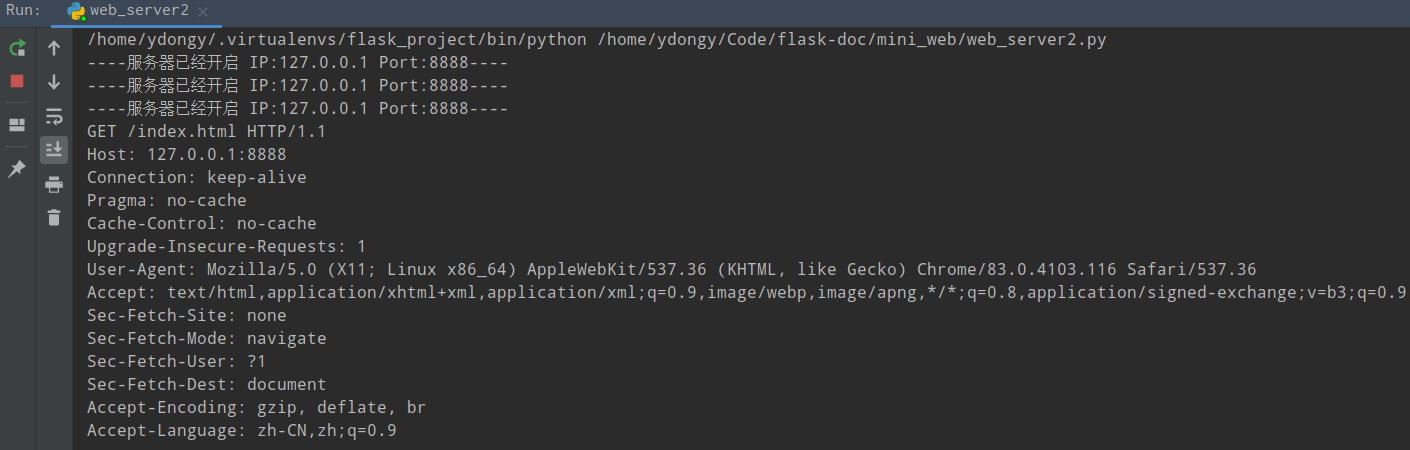 Run: web_server2
/home/ydongy/.virtualenvs/flask_project/bin/python /home/ydongy/Code/flask-doc/mini_web/web_server2.py
----服务器已经开启 IP:127.0.0.1 Port:8888----
----服务器已经开启 IP:127.0.0.1 Port:8888----
----服务器已经开启 IP:127.0.0.1 Port:8888----
GET /index.html HTTP/1.1
Host: 127.0.0.1:8888
Connection: keep-alive
Pragma: no-cache
Cache-Control: no-cache
Upgrade-Insecure-Requests: 1
User-Agent: Mozilla/5.0 (X11; Linux x86_64) AppleWebKit/537.36 (KHTML, like Gecko) Chrome/83.0.4103.116 Safari/537.36
Accept: text/html,application/xhtml+xml,application/xml;q=0.9,image/webp,image/apng,*/*;q=0.8,application/signed-exchange;v=b3;q=0.9
Sec-Fetch-Site: none
Sec-Fetch-Mode: navigate
Sec-Fetch-User: ?1
Sec-Fetch-Dest: document
Accept-Encoding: gzip, deflate, br
Accept-Language: zh-CN,zh;q=0.9